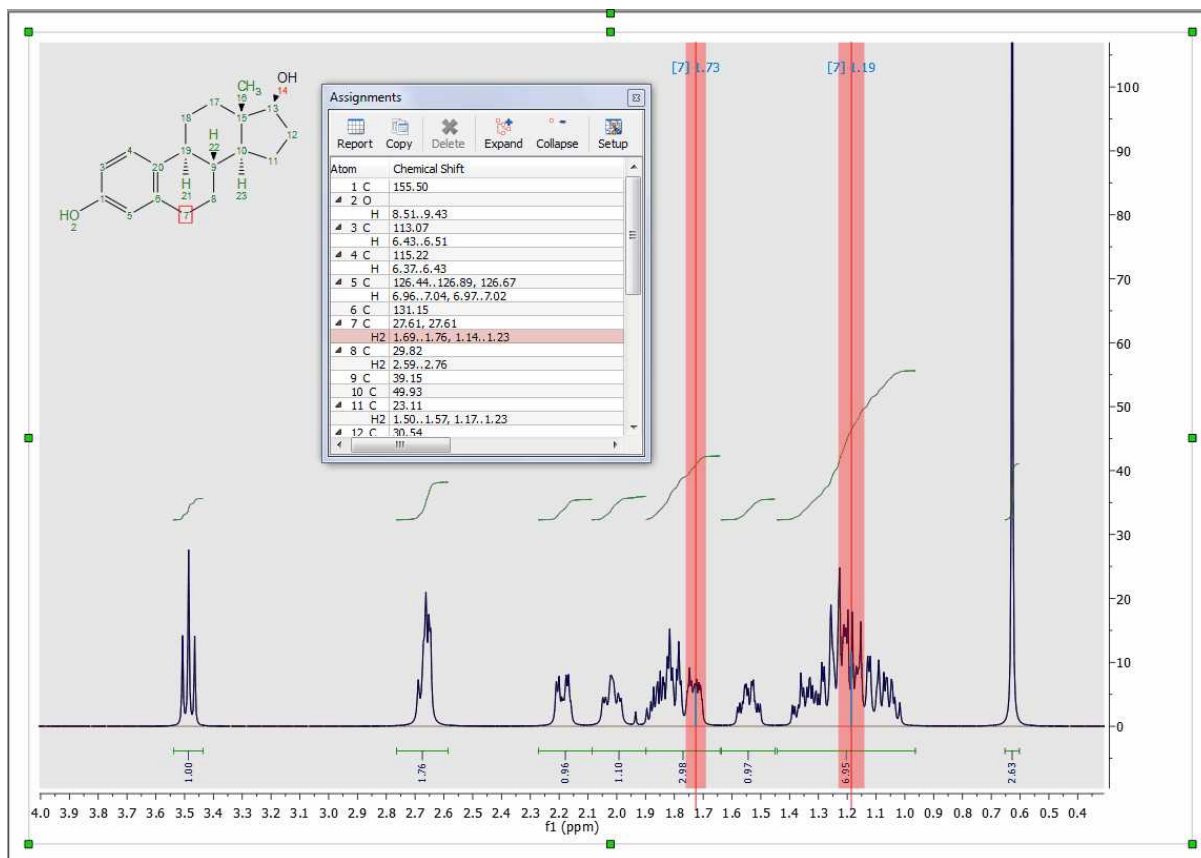 [7] 1.73
[7] 1.19
OH
14
CH3
16
17
13
18
15
12
H
22
19
10
11
4
9
3
20
H
21
H
23
8
1
6
HO
2
5
7
Assignments
Report
Copy
Delete
Expand
Collapse
Setup
Atom Chemical Shift
1 C 155.50
2 O
H 8.51..9.43
3 C 113.07
H 6.43..6.51
4 C 115.22
H 6.37..6.43
5 C 126.44..126.89, 126.67
H 6.96..7.04, 6.97..7.02
6 C 131.15
7 C 27.61, 27.61
H2 1.69..1.76, 1.14..1.23
8 C 29.82
H2 2.59..2.76
9 C 39.15
10 C 49.93
11 C 23.11
H2 1.50..1.57, 1.17..1.23
12 C 30.54
100
90
80
70
60
50
40
30
20
10
0
1.00
1.76
0.96
1.10
2.98
0.97
6.95
2.63
4.0 3.9 3.8 3.7 3.6 3.5 3.4 3.3 3.2 3.1 3.0 2.9 2.8 2.7 2.6 2.5 2.4 2.3 2.2 2.1 2.0 1.9 1.8 1.7 1.6 1.5 1.4 1.3 1.2 1.1 1.0 0.9 0.8 0.7 0.6 0.5 0.4
f1 (ppm)